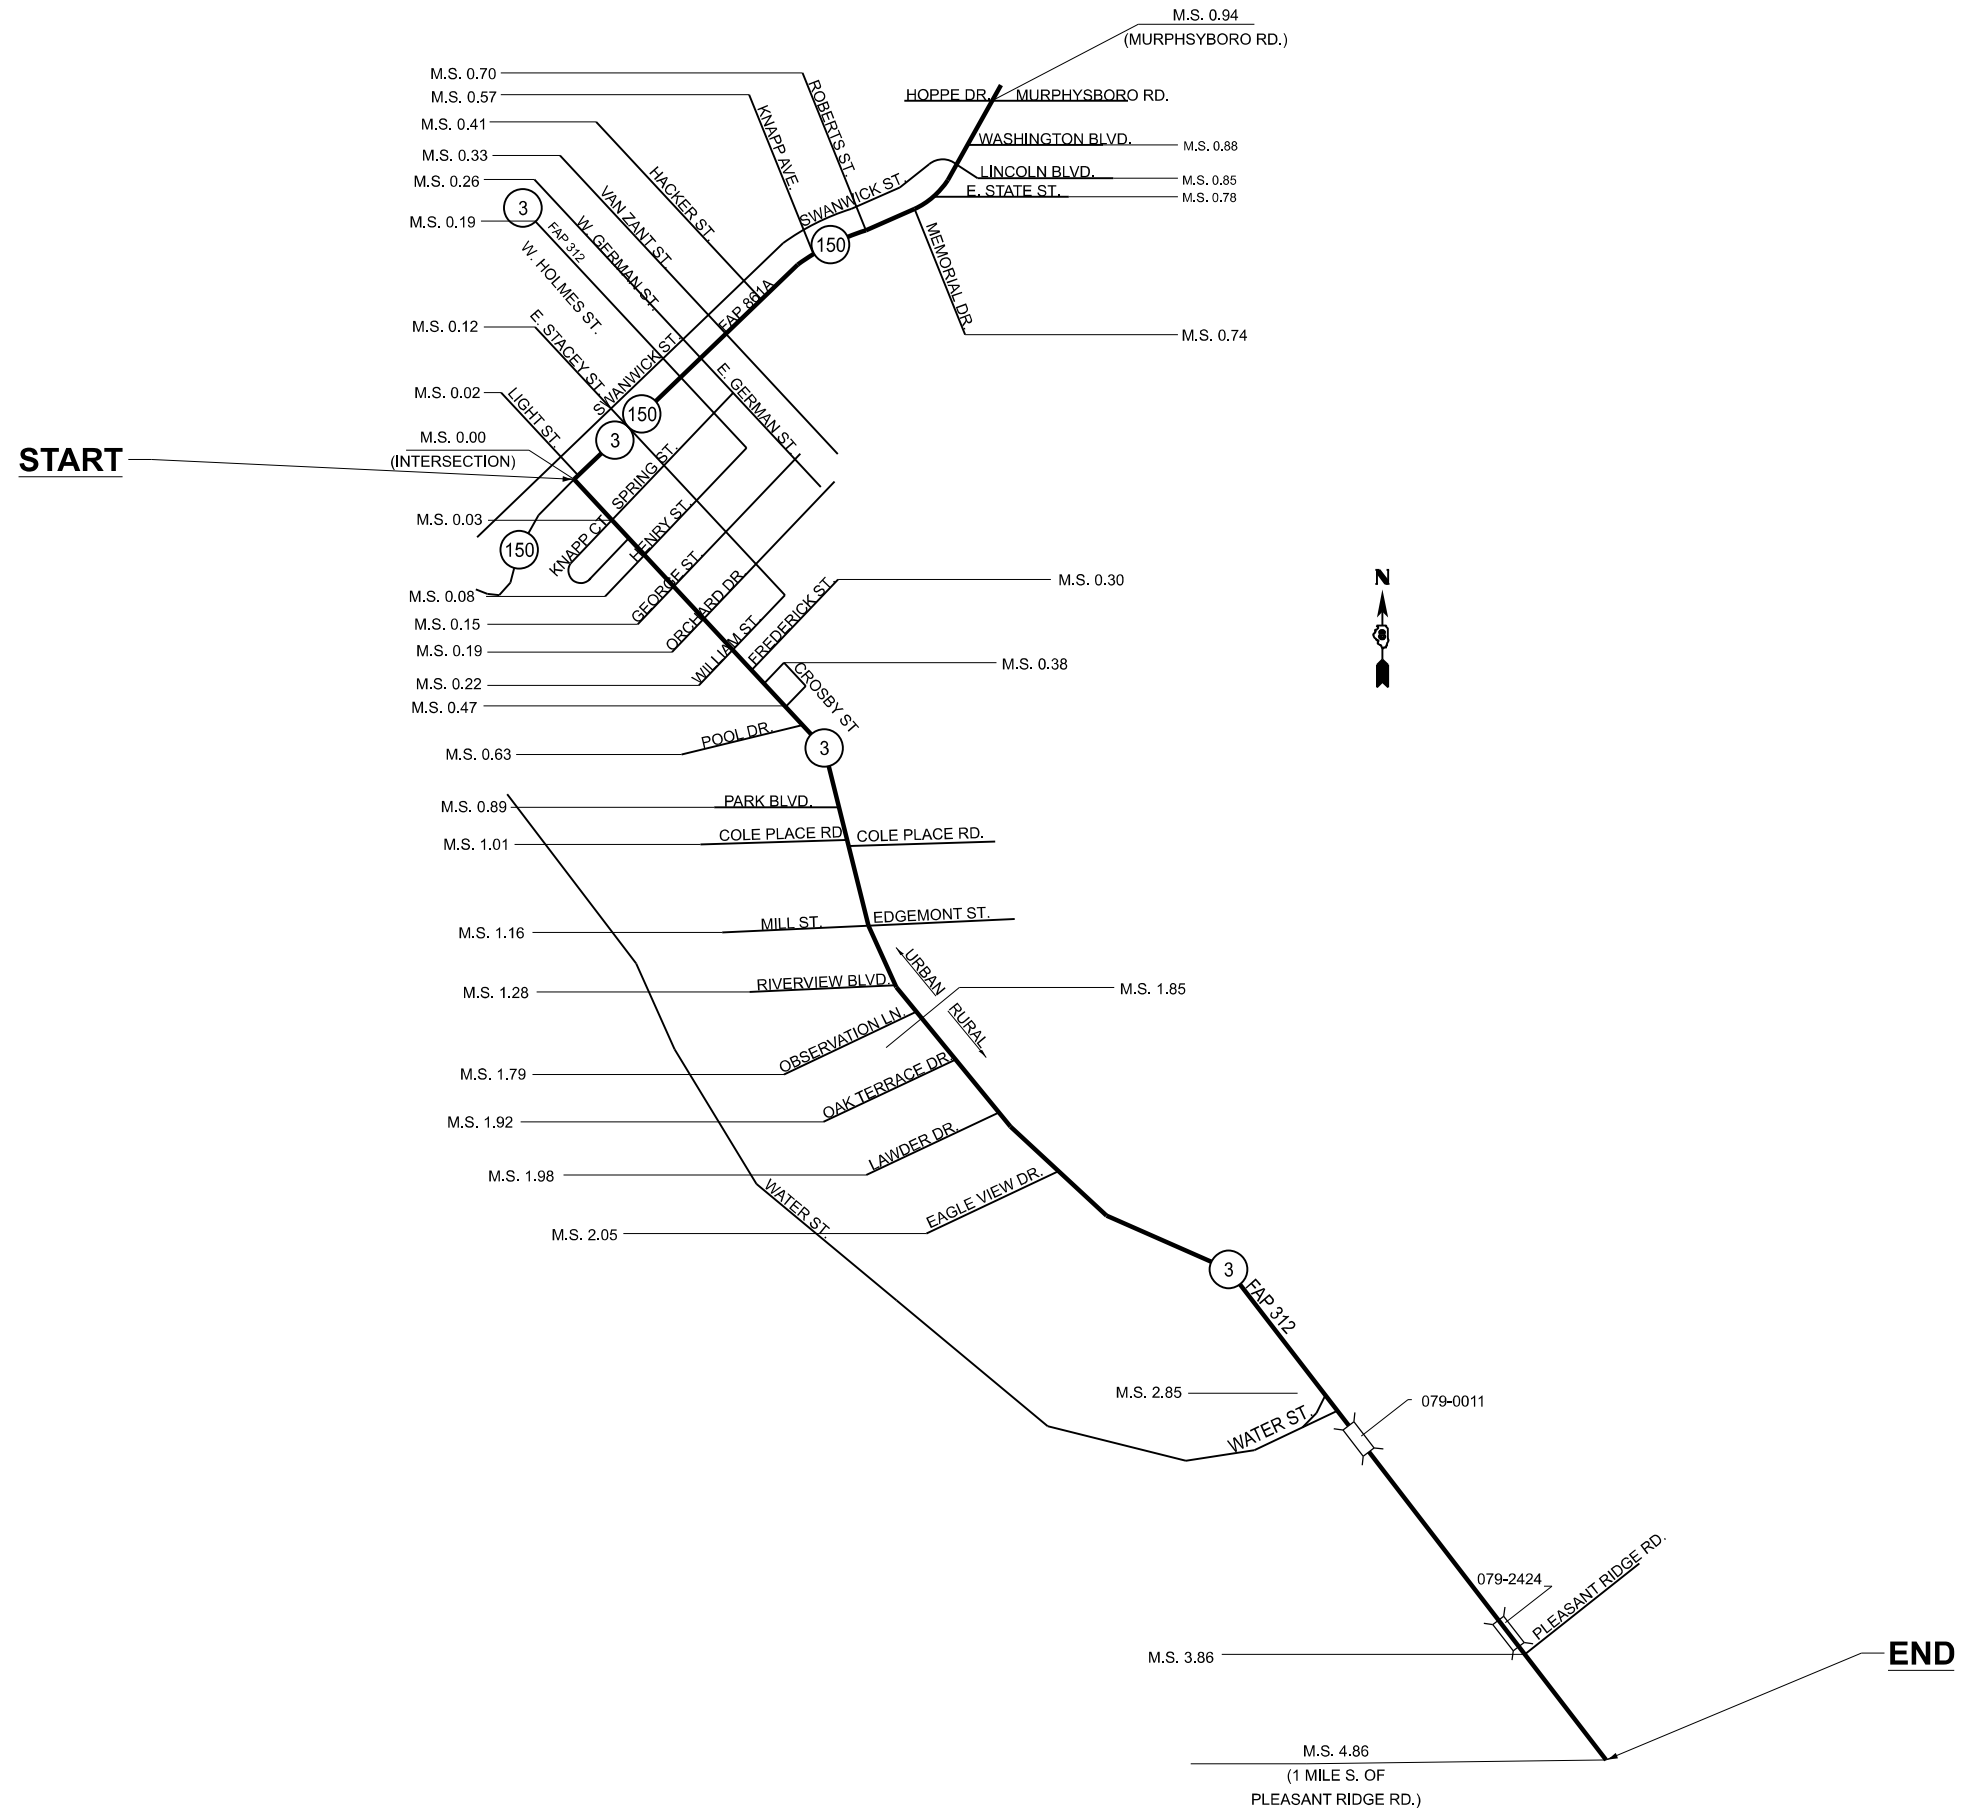 M.S. 0.94
(MURPHSYBORO RD.)
M.S. 0.70
M.S. 0.57
M.S. 0.41
M.S. 0.33
M.S. 0.26
3
M.S. 0.19
FAP 312
W. HOLMES ST.
W. GERMAN ST.
VAN ZANT ST.
HACKER ST.
KNAPP AVE.
ROBERTS ST.
SWANWICK ST.
150
HOPPE DR.
MURPHYSBORO RD.
WASHINGTON BLVD.
M.S. 0.88
LINCOLN BLVD.
M.S. 0.85
E. STATE ST.
M.S. 0.78
MEMORIAL DR.
M.S. 0.74
FAP 861A
M.S. 0.12
E. STACEY ST.
SWANWICK ST.
E. GERMAN ST.
M.S. 0.02
LIGHT ST.
150
3
M.S. 0.00
(INTERSECTION)
START
M.S. 0.03
150
KNAPP CT.
SPRING ST.
HENRY ST.
GEORGE ST.
ORCHARD DR
WILLIAM ST
FREDERICK ST.
M.S. 0.08
M.S. 0.15
M.S. 0.19
M.S. 0.22
M.S. 0.47
M.S. 0.30
M.S. 0.38
CROSBY ST
N
M.S. 0.63
POOL DR.
3
M.S. 0.89
PARK BLVD.
M.S. 1.01
COLE PLACE RD
COLE PLACE RD.
M.S. 1.16
MILL ST.
EDGEMONT ST.
M.S. 1.28
RIVERVIEW BLVD.
URBAN
RURAL
M.S. 1.85
OBSERVATION LN.
M.S. 1.79
OAK TERRACE DR.
M.S. 1.92
LAWDER DR.
M.S. 1.98
WATER ST.
EAGLE VIEW DR.
M.S. 2.05
3
FAP 312
M.S. 2.85
WATER ST.
079-0011
079-2424
PLEASANT RIDGE RD.
M.S. 3.86
END
M.S. 4.86
(1 MILE S. OF
PLEASANT RIDGE RD.)